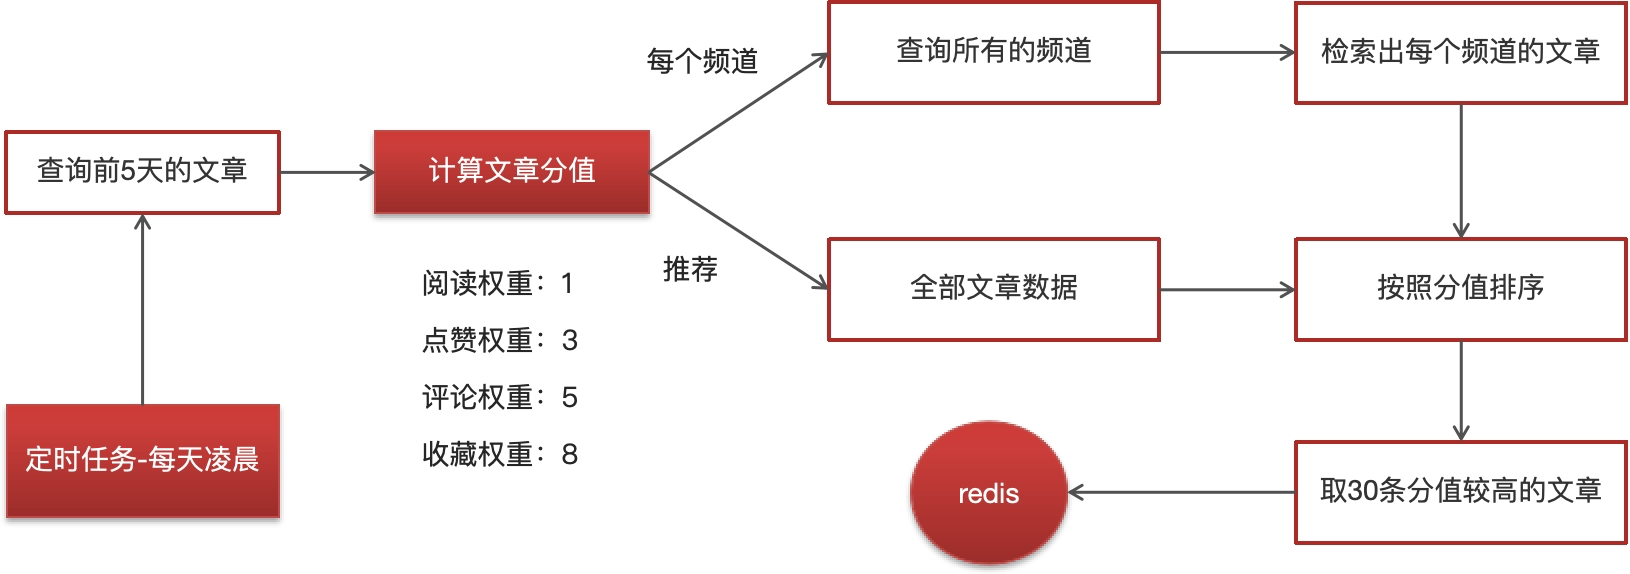 每个频道
查询所有的频道
检索出每个频道的文章
查询前5天的文章
计算文章分值
推荐
全部文章数据
按照分值排序
阅读权重：1
点赞权重：3
评论权重：5
收藏权重：8
定时任务-每天凌晨
redis
取30条分值较高的文章